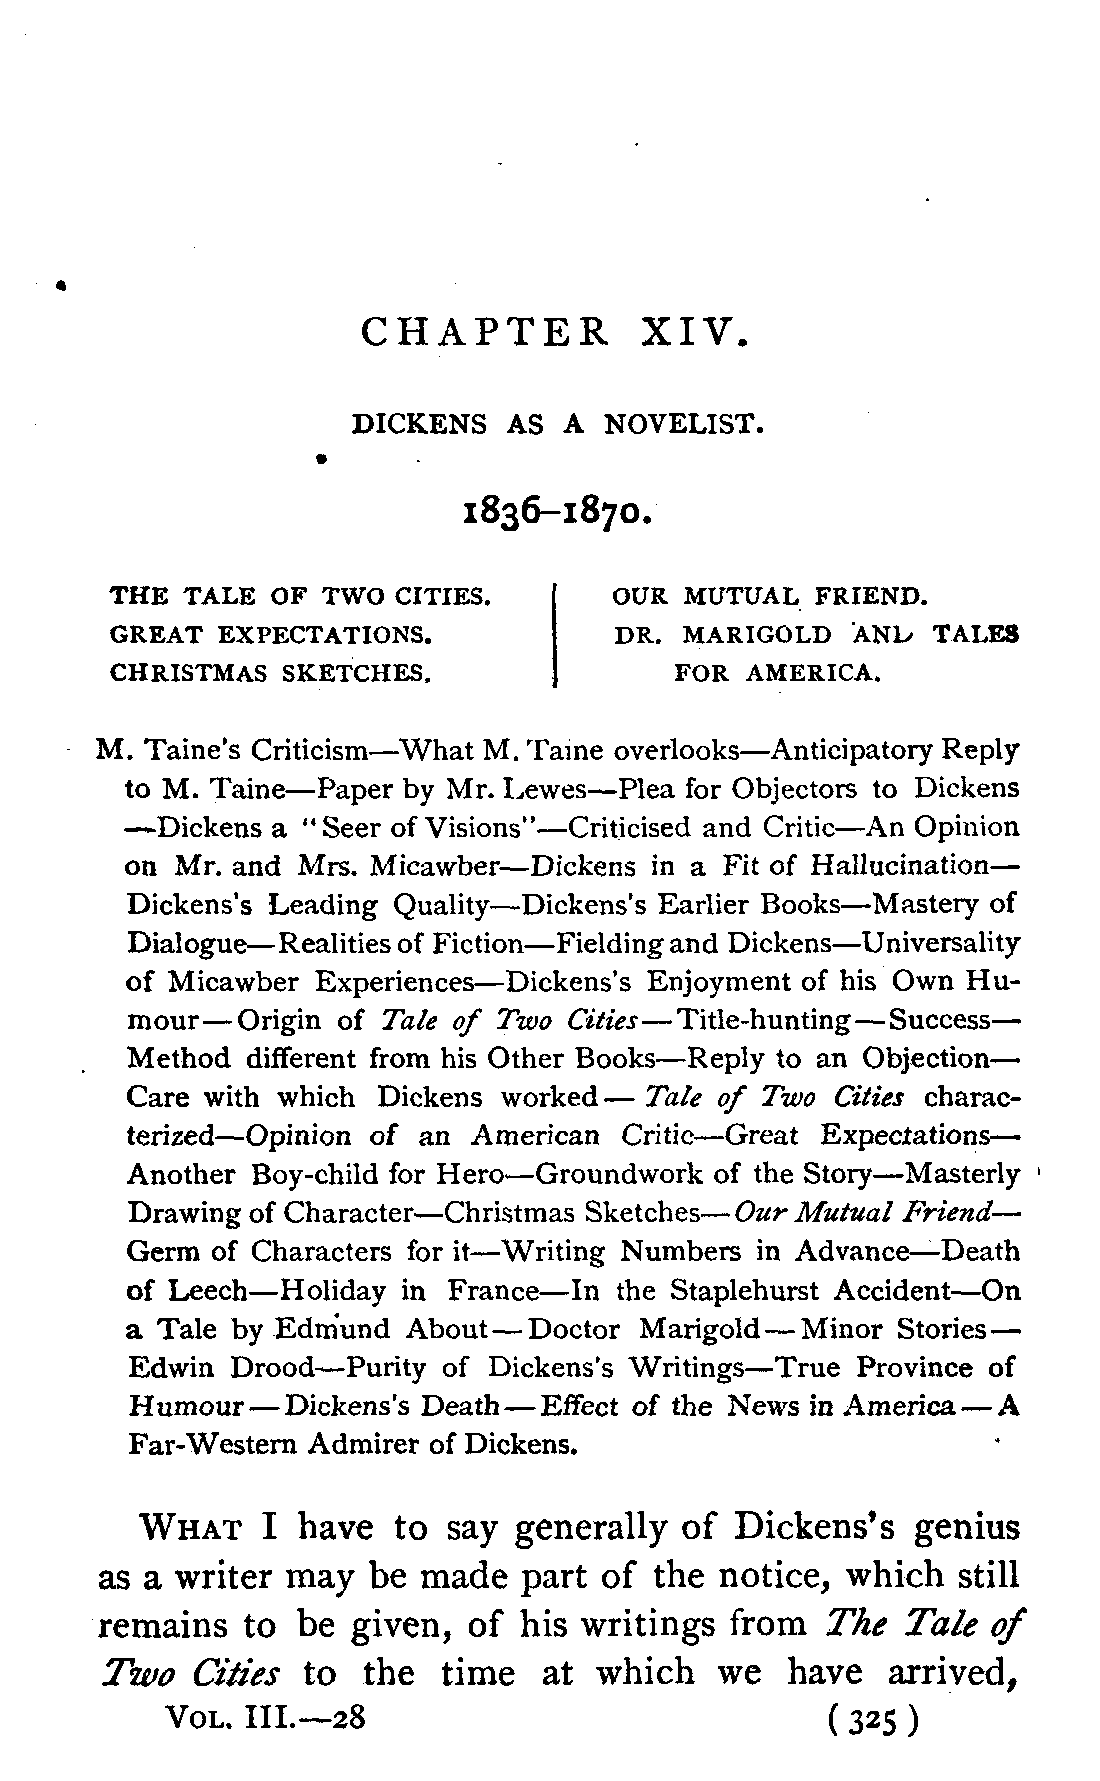 CHAPTER XIV.
DICKENS AS A NOVELIST.
1836–1870.
THE TALE OF TWO CITIES.
GREAT EXPECTATIONS.
CHRISTMAS SKETCHES.
OUR MUTUAL FRIEND.
DR. MARIGOLD AND TALES
FOR AMERICA.
M. Taine's Criticism—What M. Taine overlooks—Anticipatory Reply
to M. Taine—Paper by Mr. Lewes—Plea for Objectors to Dickens
—Dickens a "Seer of Visions"—Criticised and Critic—An Opinion
on Mr. and Mrs. Micawber—Dickens in a Fit of Hallucination—
Dickens's Leading Quality—Dickens's Earlier Books—Mastery of
Dialogue—Realities of Fiction—Fielding and Dickens—Universality
of Micawber Experiences—Dickens's Enjoyment of his Own Hu-
mour—Origin of Tale of Two Cities—Title-hunting—Success—
Method different from his Other Books—Reply to an Objection—
Care with which Dickens worked—Tale of Two Cities charac-
terized—Opinion of an American Critic—Great Expectations—
Another Boy-child for Hero—Groundwork of the Story—Masterly
Drawing of Character—Christmas Sketches—Our Mutual Friend—
Germ of Characters for it—Writing Numbers in Advance—Death
of Leech—Holiday in France—In the Staplehurst Accident—On
a Tale by Edmund About—Doctor Marigold—Minor Stories—
Edwin Drood—Purity of Dickens's Writings—True Province of
Humour—Dickens's Death—Effect of the News in America—A
Far-Western Admirer of Dickens.
WHAT I have to say generally of Dickens's genius
as a writer may be made part of the notice, which still
remains to be given, of his writings from The Tale of
Two Cities to the time at which we have arrived,
VOL. III.—28 (325)